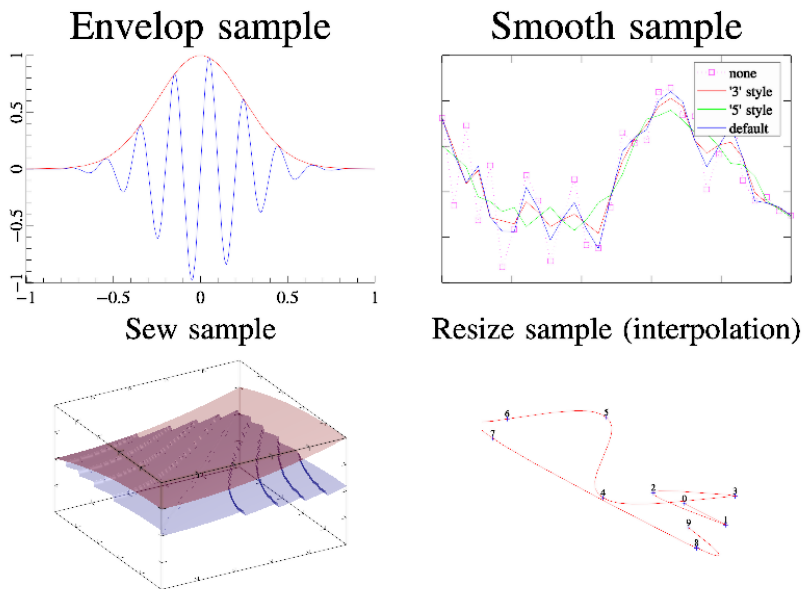 Envelop sample
Smooth sample
1
0.5
0
−0.5
−1
−1
−0.5
0
0.5
1
none
'3' style
'5' style
default
Sew sample
Resize sample (interpolation)
6
5
7
2
3
4
0
1
9
8